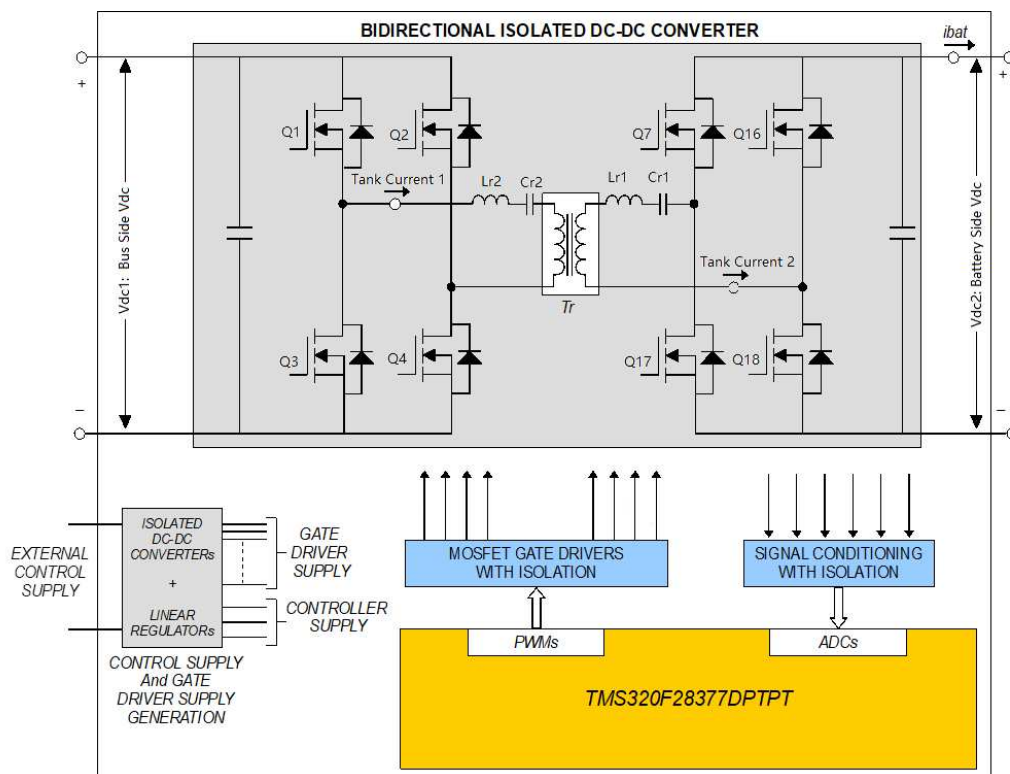 BIDIRECTIONAL ISOLATED DC-DC CONVERTER
ibat
+
+
Q1
Q2
Q7
Q16
Tank Current 1
Lr2
Cr2
Lr1
Cr1
Vdc1: Bus Side Vdc
Vdc2: Battery Side Vdc
Tank Current 2
Tr
Q3
Q4
Q17
Q18
–
–
ISOLATED
DC-DC
CONVERTERs
+
LINEAR
REGULATORs
EXTERNAL
CONTROL
SUPPLY
GATE
DRIVER
SUPPLY
CONTROLLER
SUPPLY
CONTROL SUPPLY
And GATE
DRIVER SUPPLY
GENERATION
MOSFET GATE DRIVERS
WITH ISOLATION
SIGNAL CONDITIONING
WITH ISOLATION
PWMs
ADCs
TMS320F28377DPTPT